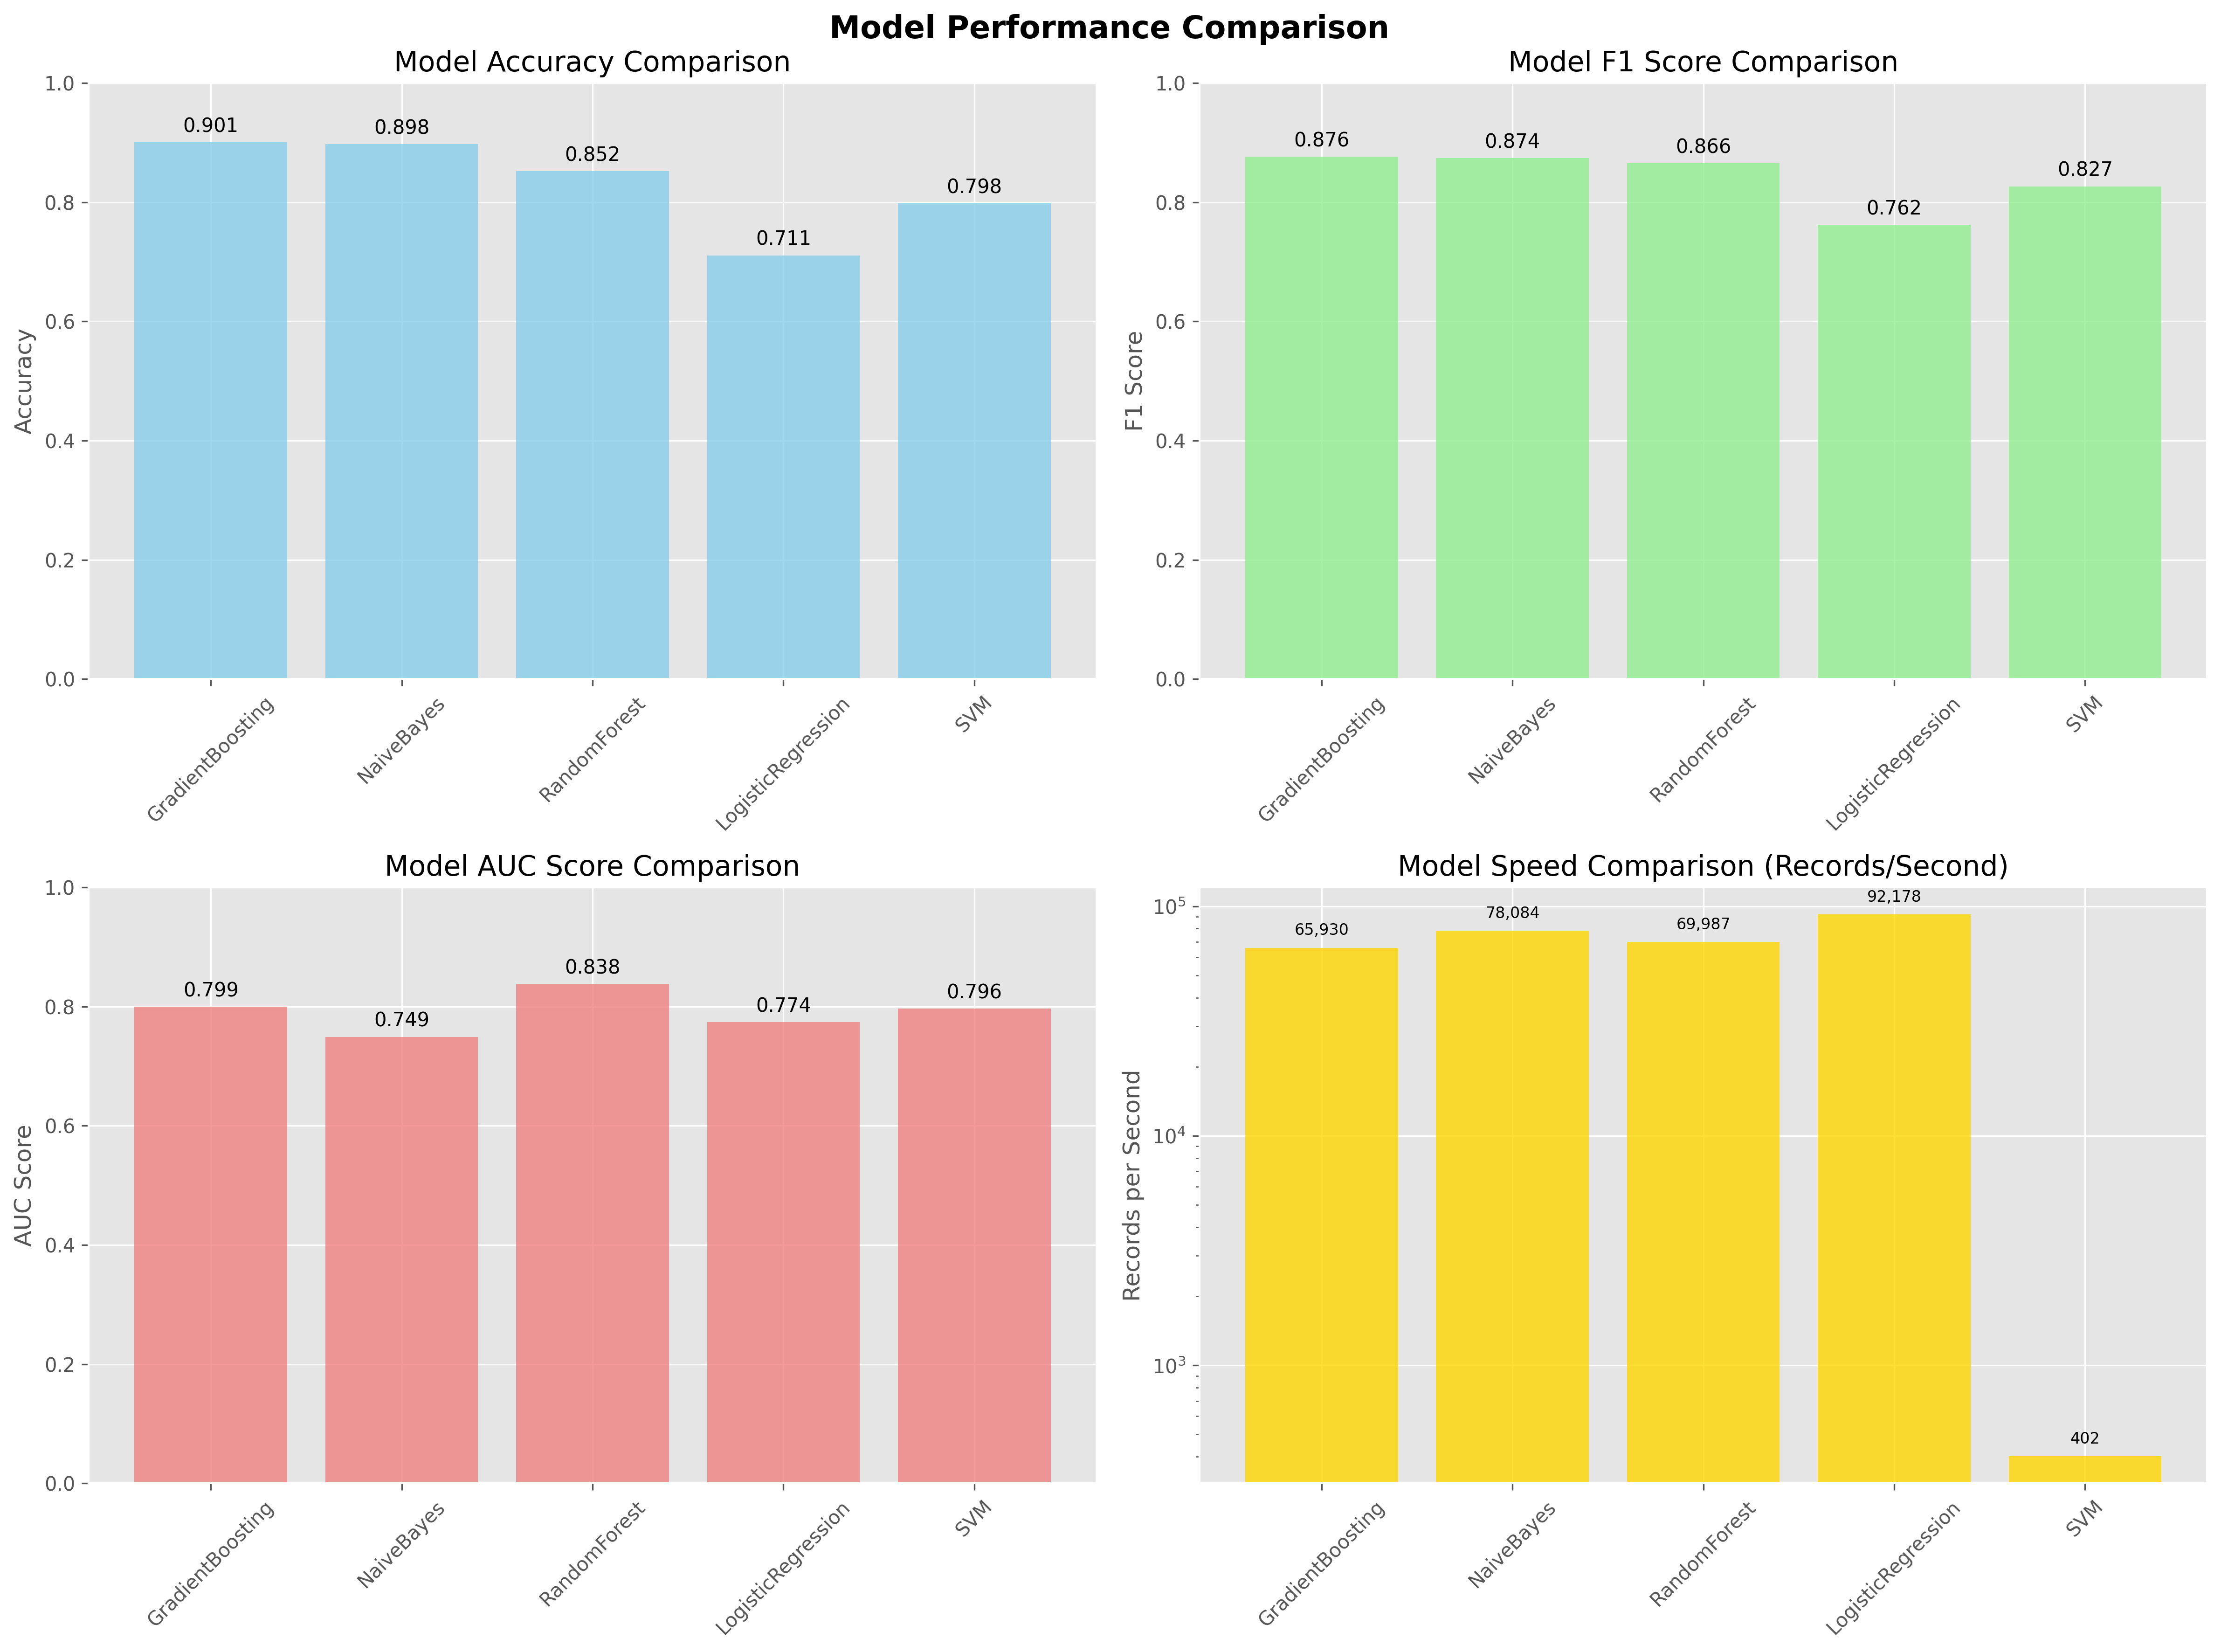 Model Performance Comparison
Model Accuracy Comparison
Accuracy
1.0
0.8
0.6
0.4
0.2
0.0
0.901
0.898
0.852
0.711
0.798
GradientBoosting
NaiveBayes
RandomForest
LogisticRegression
SVM
Model F1 Score Comparison
F1 Score
1.0
0.8
0.6
0.4
0.2
0.0
0.876
0.874
0.866
0.762
0.827
GradientBoosting
NaiveBayes
RandomForest
LogisticRegression
SVM
Model AUC Score Comparison
AUC Score
1.0
0.8
0.6
0.4
0.2
0.0
0.799
0.749
0.838
0.774
0.796
GradientBoosting
NaiveBayes
RandomForest
LogisticRegression
SVM
Model Speed Comparison (Records/Second)
Records per Second
10⁵
10⁴
10³
65,930
78,084
69,987
92,178
402
GradientBoosting
NaiveBayes
RandomForest
LogisticRegression
SVM